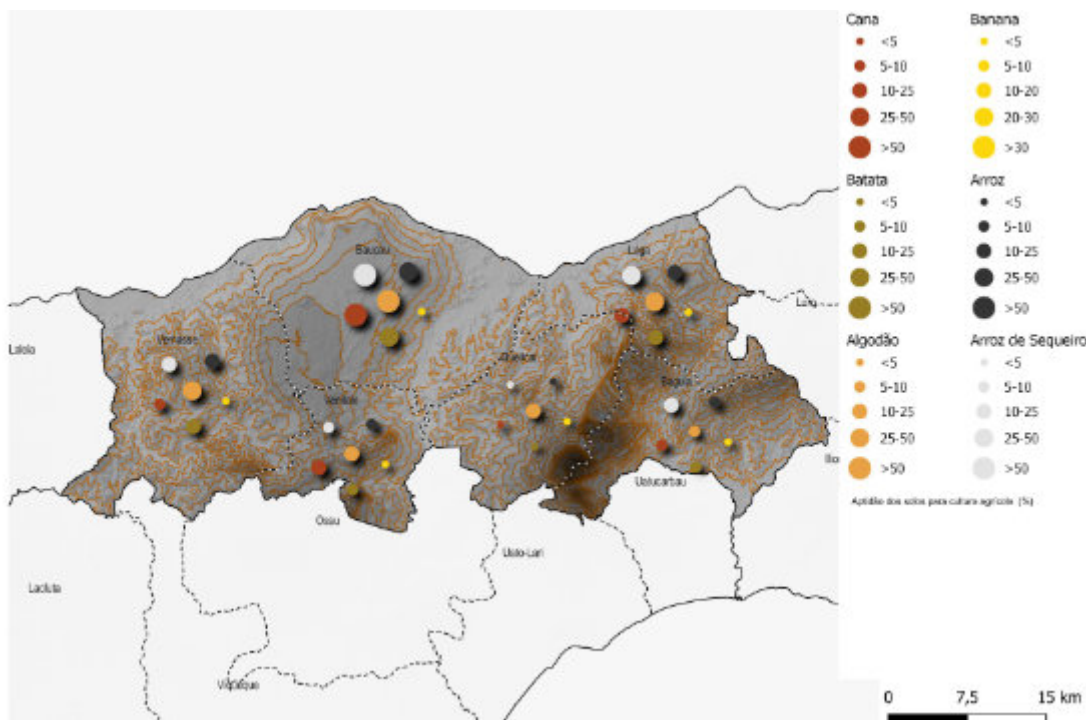 Cana
<5
5-10
10-25
25-50
>50
Banana
<5
5-10
10-20
20-30
>30
Batata
<5
5-10
10-25
25-50
>50
Arroz
<5
5-10
10-25
25-50
>50
Algodão
<5
5-10
10-25
25-50
>50
Arroz de Sequeiro
<5
5-10
10-25
25-50
>50
Aptidão dos solos para cultura agrícola (%)
Baucau
Laga
Laleia
Vemasse
Venilale
Baguia
Uatucarbau
Ossu
Uato-Lari
Lacluta
Viqueque
0 7,5 15 km